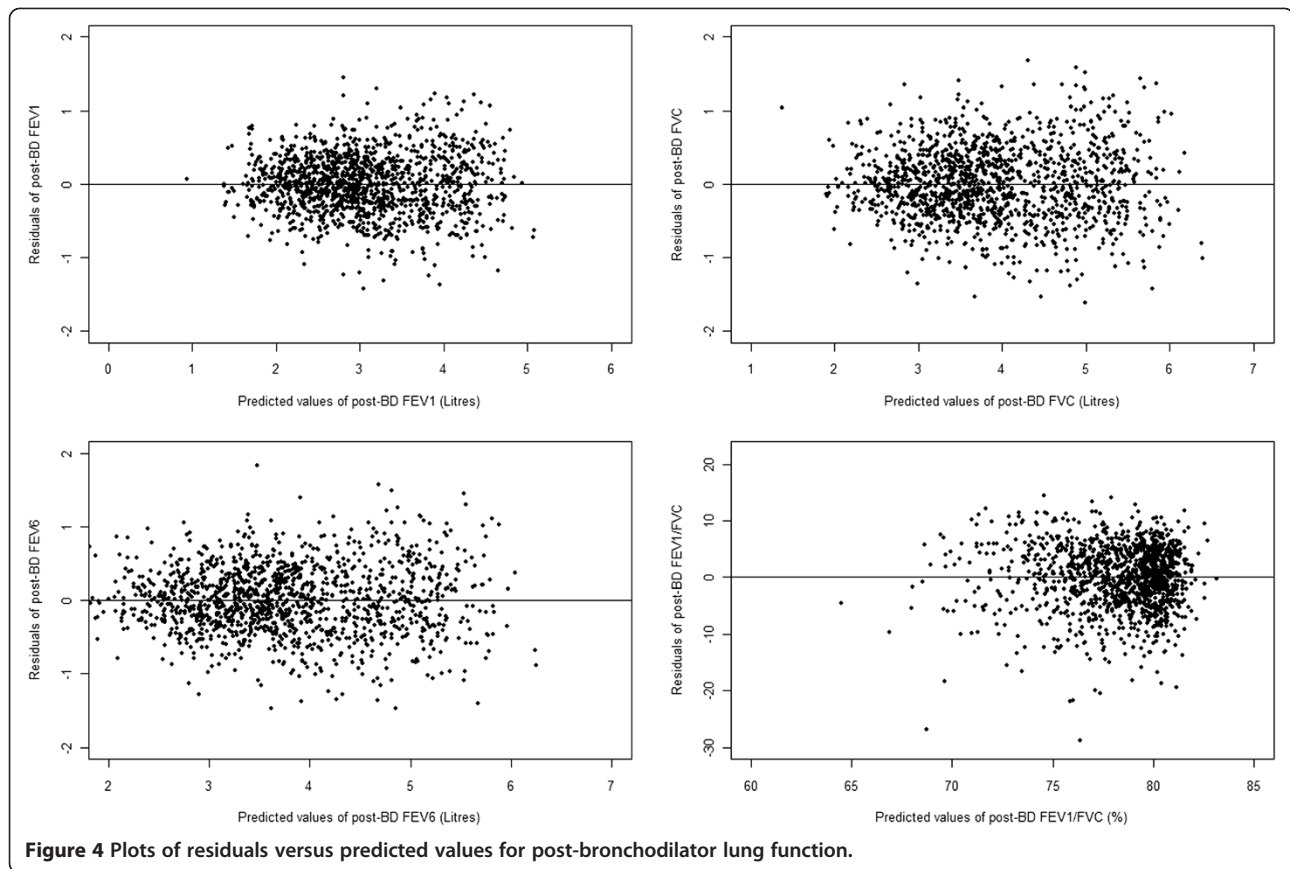 2
1
0
-1
-2
Residuals of post-BD FEV1
0 1 2 3 4 5 6
Predicted values of post-BD FEV1 (Litres)
2
1
0
-1
-2
Residuals of post-BD FVC
1 2 3 4 5 6 7
Predicted values of post-BD FVC (Litres)
2
1
0
-1
-2
Residuals of post-BD FEV6
2 3 4 5 6 7
Predicted values of post-BD FEV6 (Litres)
20
10
0
-10
-20
-30
Residuals of post-BD FEV1/FVC
60 65 70 75 80 85
Predicted values of post-BD FEV1/FVC (%)
Figure 4 Plots of residuals versus predicted values for post-bronchodilator lung function.